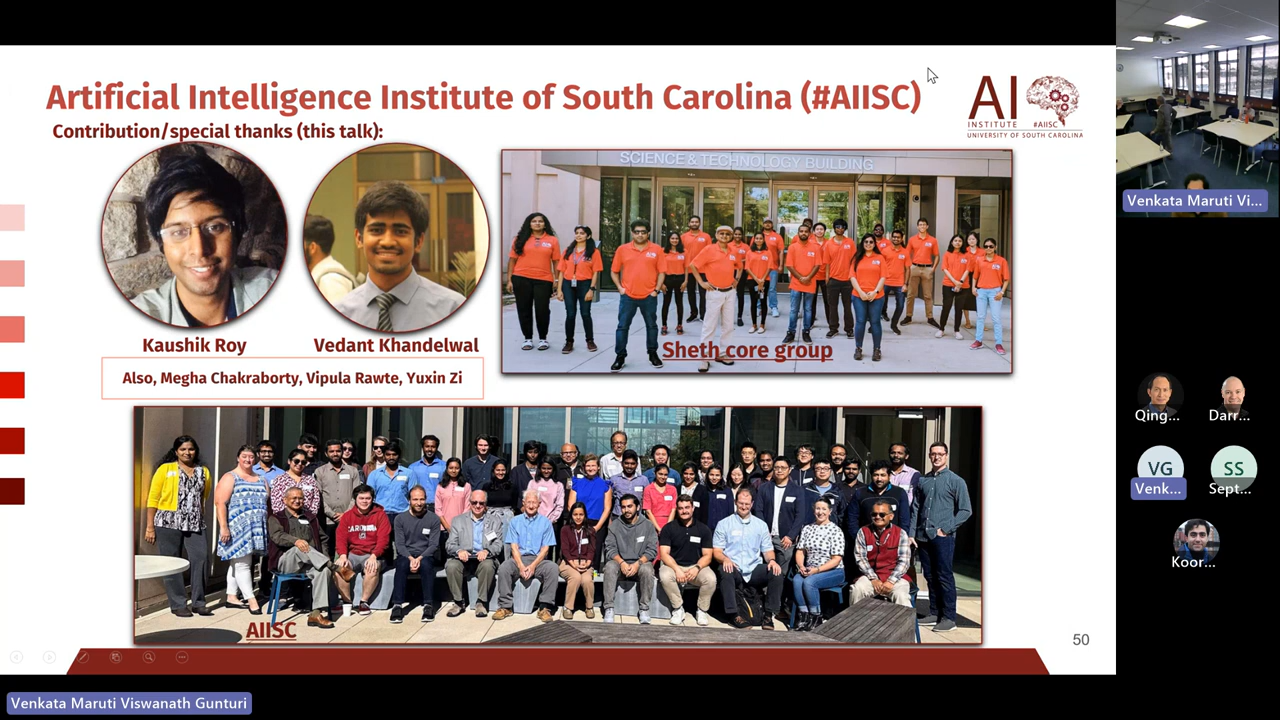 Artificial Intelligence Institute of South Carolina (#AIISC)
Contribution/special thanks (this talk):
AI
INSTITUTE #AIISC
UNIVERSITY OF SOUTH CAROLINA
SCIENCE & TECHNOLOGY BUILDING
Kaushik Roy
Vedant Khandelwal
Sheth core group
Also, Megha Chakraborty, Vipula Rawte, Yuxin Zi
AIISC
50
Venkata Maruti Viswanath Gunturi
Venkata Maruti Vi...
Qing...
Darr...
VG
SS
Venk...
Sept...
Koor...